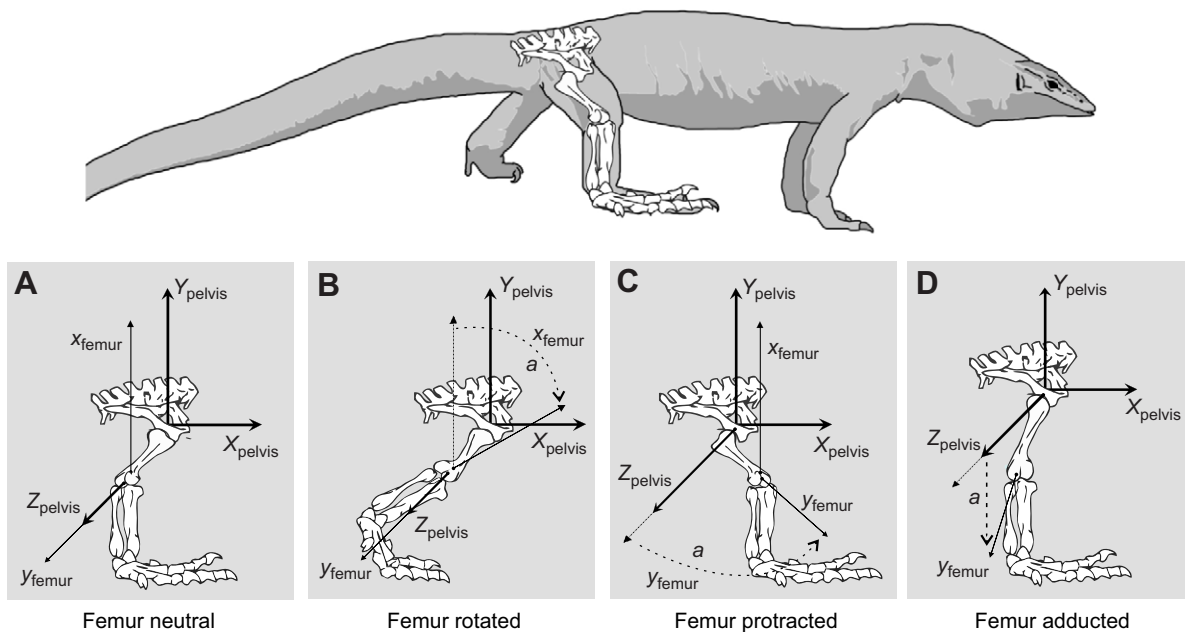 A
Y pelvis
x femur
X pelvis
Z pelvis
y femur
Femur neutral
B
Y pelvis
x femur
a
X pelvis
Z pelvis
y femur
Femur rotated
C
Y pelvis
x femur
X pelvis
Z pelvis
y femur
a
y femur
Femur protracted
D
Y pelvis
X pelvis
Z pelvis
a
y femur
Femur adducted